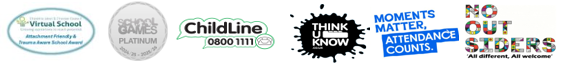 Virtual School
Attachment Friendly &
Trauma Aware School Award
SCHOOL
GAMES
PLATINUM
ChildLine
0800 1111
THINK
U
KNOW
MOMENTS
MATTER,
ATTENDANCE
COUNTS.
NO
OUT
SIDERS
'All different, All welcome'